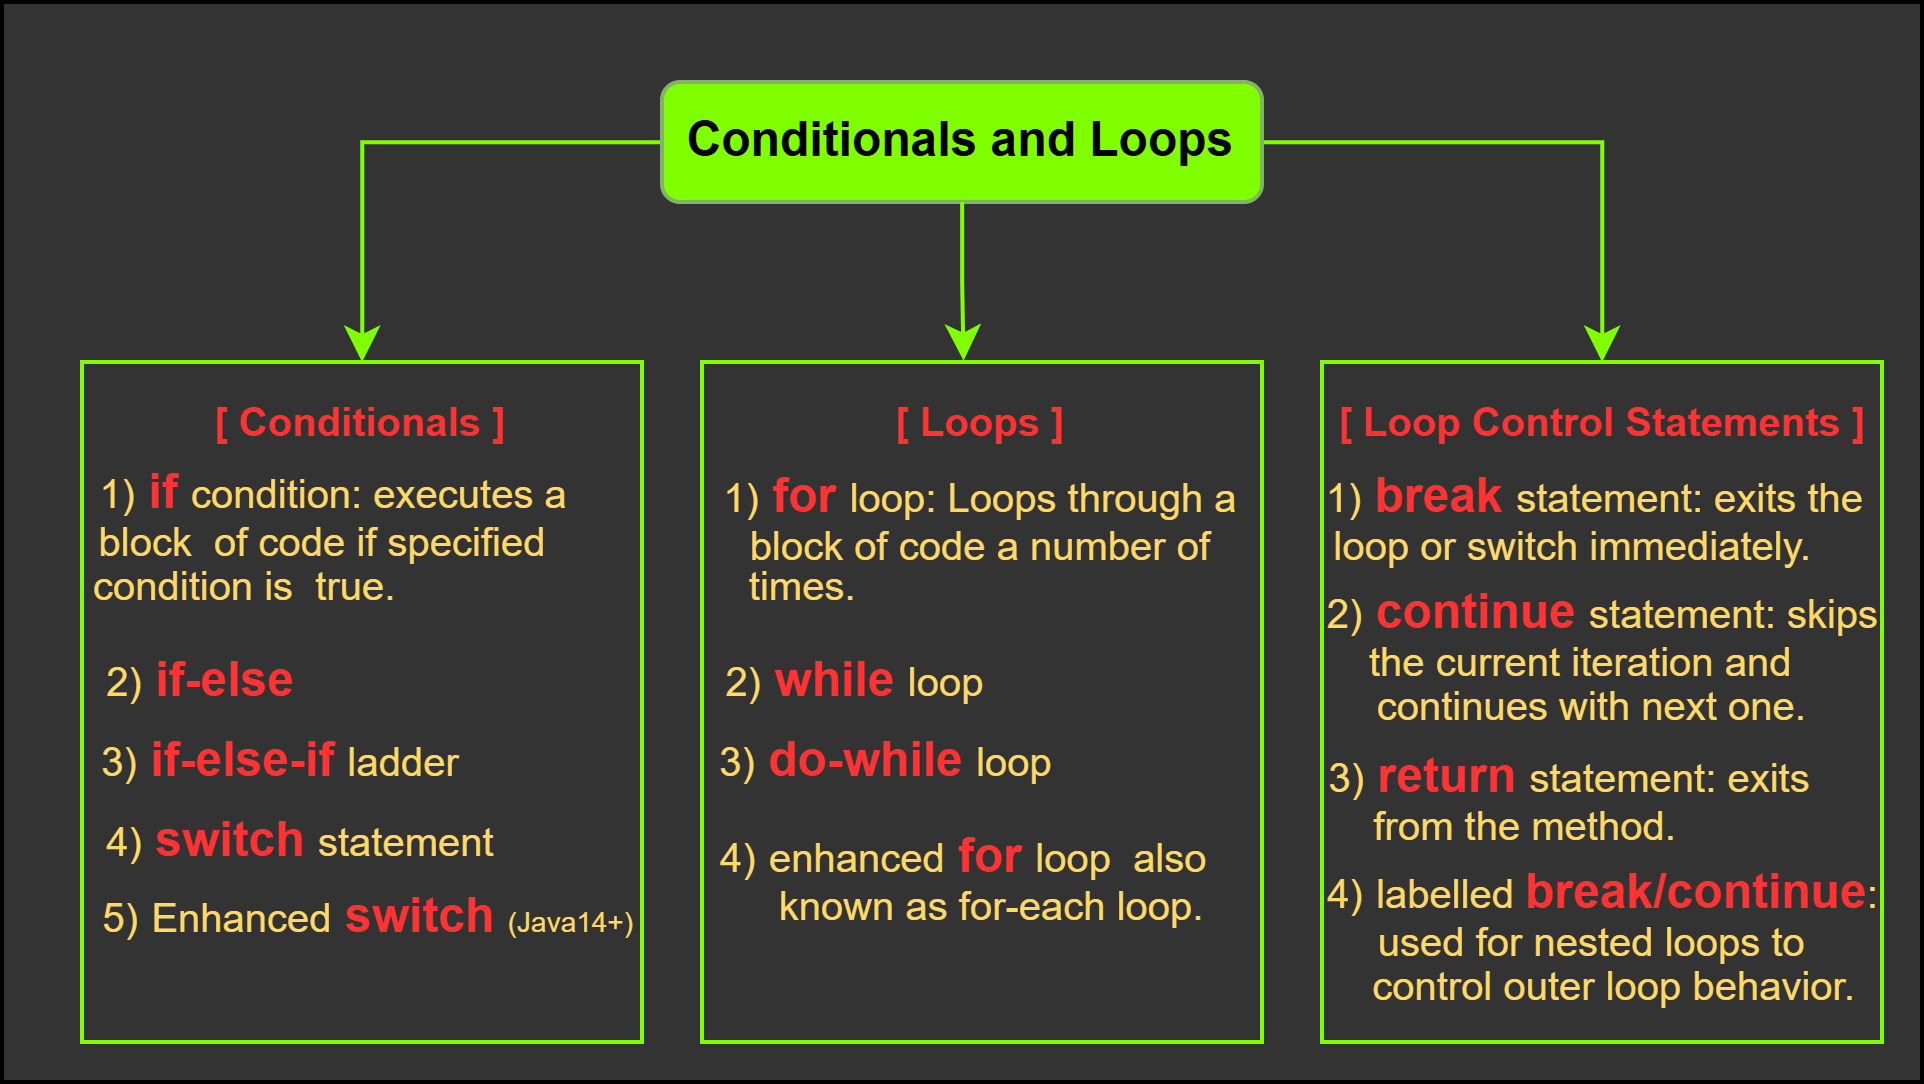 Conditionals and Loops
[ Conditionals ]
1) if condition: executes a
block of code if specified
condition is true.
2) if-else
3) if-else-if ladder
4) switch statement
5) Enhanced switch (Java14+)
[ Loops ]
1) for loop: Loops through a
block of code a number of
times.
2) while loop
3) do-while loop
4) enhanced for loop also
known as for-each loop.
[ Loop Control Statements ]
1) break statement: exits the
loop or switch immediately.
2) continue statement: skips
the current iteration and
continues with next one.
3) return statement: exits
from the method.
4) labelled break/continue:
used for nested loops to
control outer loop behavior.